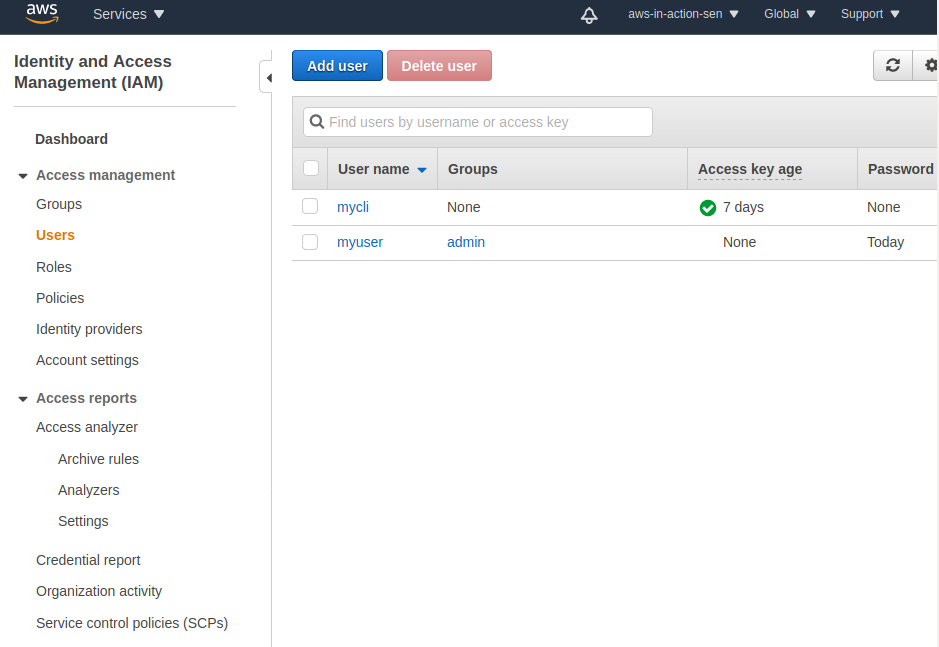 aws Services aws-in-action-sen Global Support
Identity and Access
Management (IAM)
Dashboard
Access management
Groups
Users
Roles
Policies
Identity providers
Account settings
Access reports
Access analyzer
Archive rules
Analyzers
Settings
Credential report
Organization activity
Service control policies (SCPs)
Add user Delete user
Find users by username or access key
User name Groups Access key age Password
mycli None 7 days None
myuser admin None Today